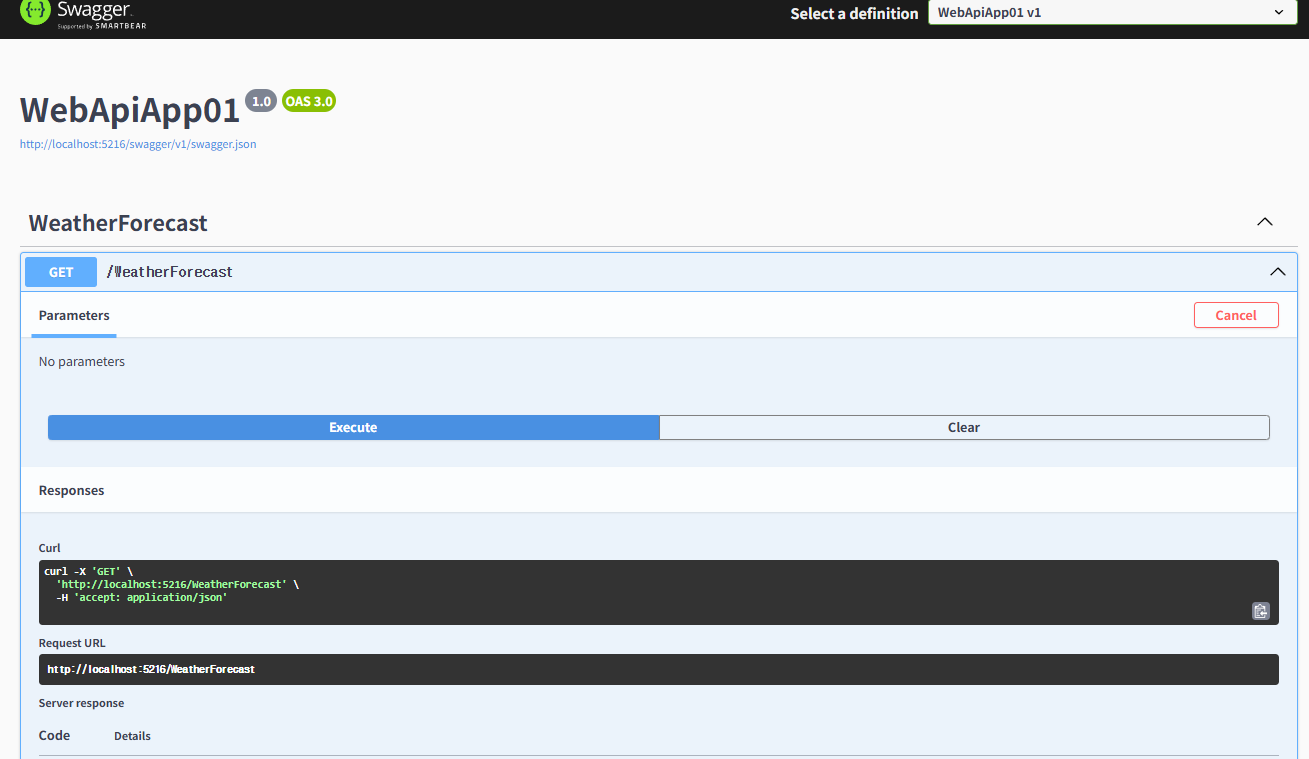 Swagger.
Supported by SMARTBEAR
Select a definition
WebApiApp01 v1
WebApiApp01 1.0 OAS 3.0
http://localhost:5216/swagger/v1/swagger.json
WeatherForecast
GET /WeatherForecast
Parameters
Cancel
No parameters
Execute
Clear
Responses
Curl
curl -X 'GET' \
'http://localhost:5216/WeatherForecast' \
-H 'accept: application/json'
Request URL
http://localhost:5216/WeatherForecast
Server response
Code Details